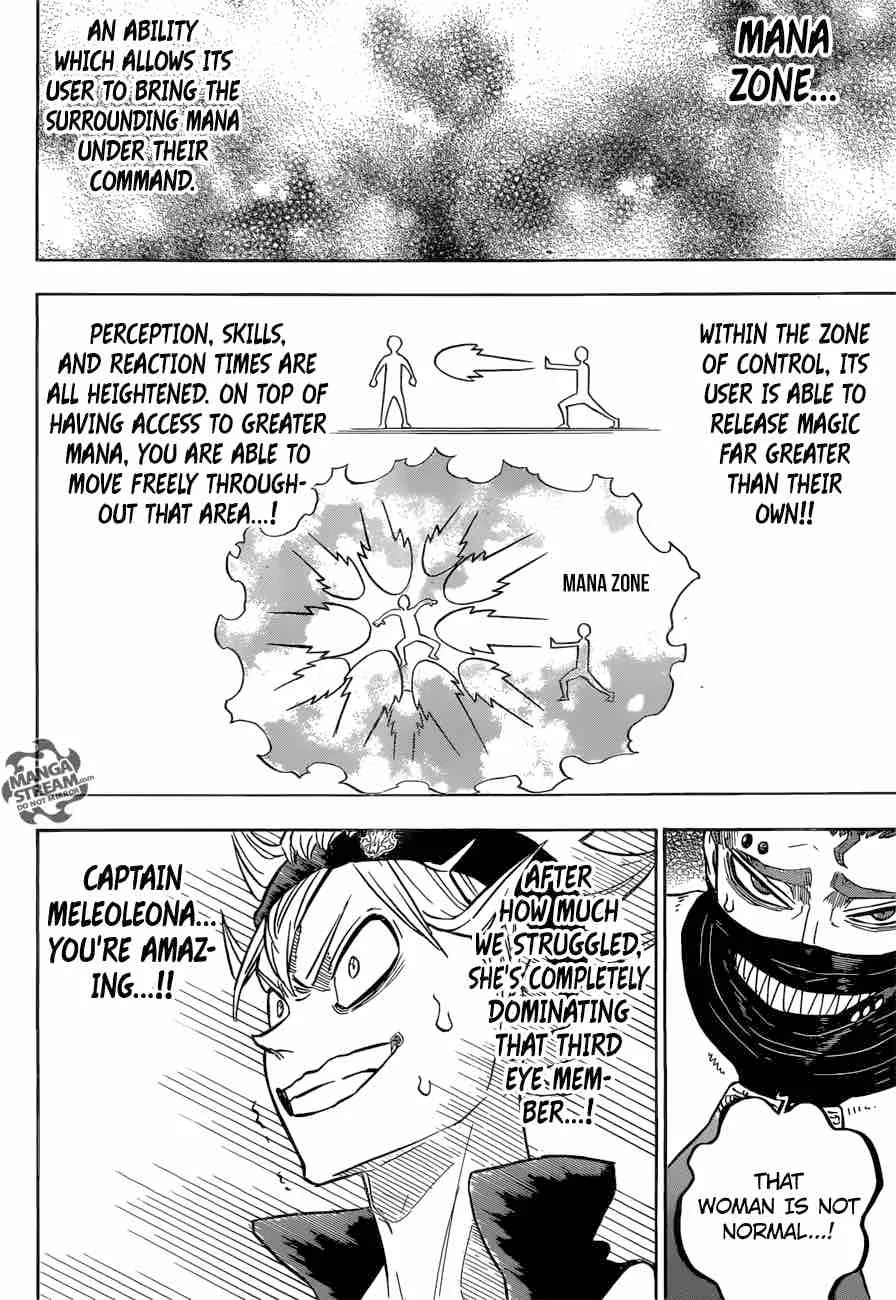 MANA
ZONE...
AN ABILITY
WHICH ALLOWS ITS
USER TO BRING THE
SURROUNDING MANA
UNDER THEIR
COMMAND.
WITHIN THE ZONE
OF CONTROL, ITS
USER IS ABLE TO
RELEASE MAGIC
FAR GREATER
THAN THEIR
OWN!!
PERCEPTION, SKILLS,
AND REACTION TIMES ARE
ALL HEIGHTENED. ON TOP OF
HAVING ACCESS TO GREATER
MANA, YOU ARE ABLE TO
MOVE FREELY THROUGH-
OUT THAT AREA...!
MANA ZONE
MANGA
STREAM.com
DO NOT MIRROR
THAT
WOMAN IS NOT
NORMAL...!
AFTER
HOW MUCH
WE STRUGGLED,
SHE'S COMPLETELY
DOMINATING
THAT THIRD
EYE MEM-
BER...!
CAPTAIN
MELEOLEONA...
YOU'RE AMAZ-
ING...!!